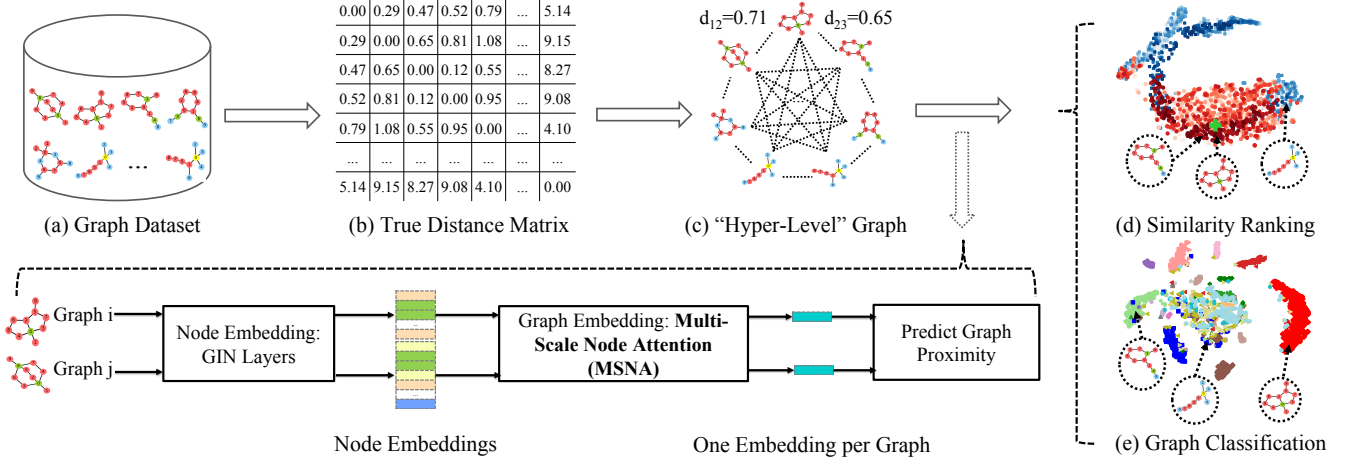 0.00 0.29 0.47 0.52 0.79 ... 5.14
0.29 0.00 0.65 0.81 1.08 ... 9.15
0.47 0.65 0.00 0.12 0.55 ... 8.27
0.52 0.81 0.12 0.00 0.95 ... 9.08
0.79 1.08 0.55 0.95 0.00 ... 4.10
... ... ... ... ... ... ...
5.14 9.15 8.27 9.08 4.10 ... 0.00
d12=0.71
d23=0.65
...
(a) Graph Dataset
(b) True Distance Matrix
(c) “Hyper-Level” Graph
(d) Similarity Ranking
Graph i
Graph j
Node Embedding:
GIN Layers
...
...
Graph Embedding: Multi-
Scale Node Attention
(MSNA)
Predict Graph
Proximity
Node Embeddings
One Embedding per Graph
(e) Graph Classification